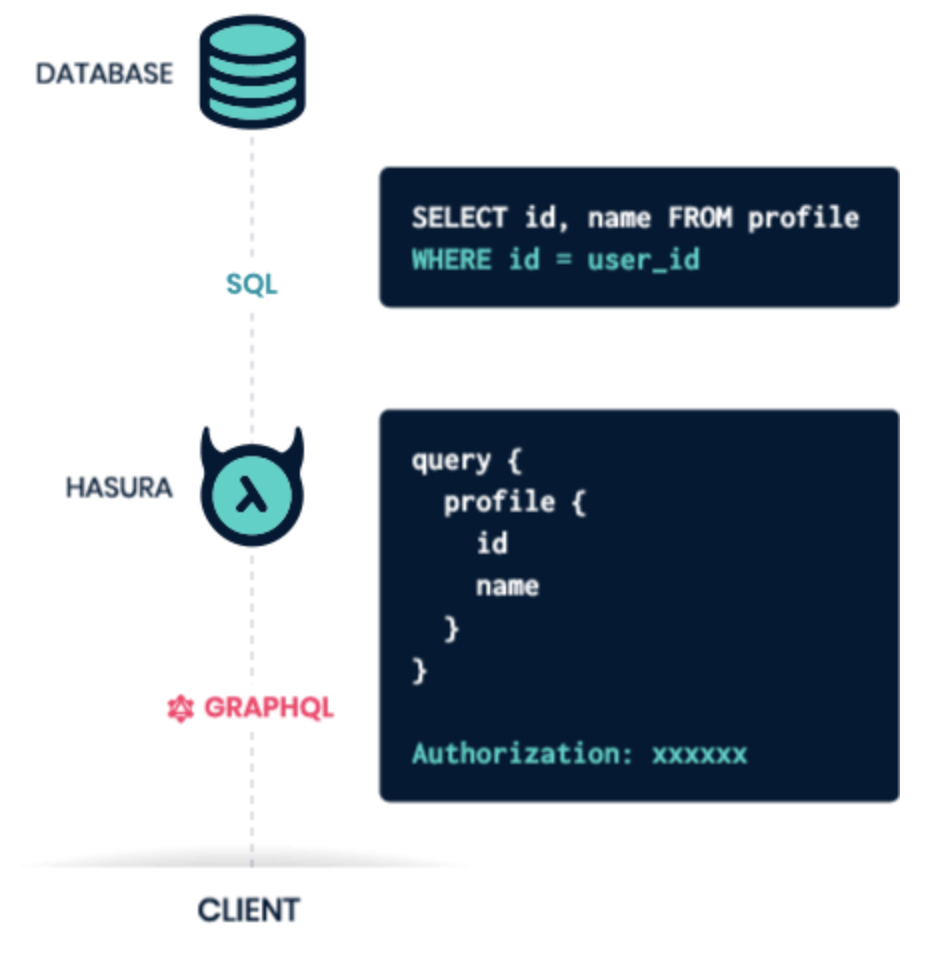 DATABASE
SELECT id, name FROM profile
WHERE id = user_id
SQL
HASURA
λ
query {
  profile {
    id
    name
  }
}
GRAPHQL
Authorization: xxxxxx
CLIENT